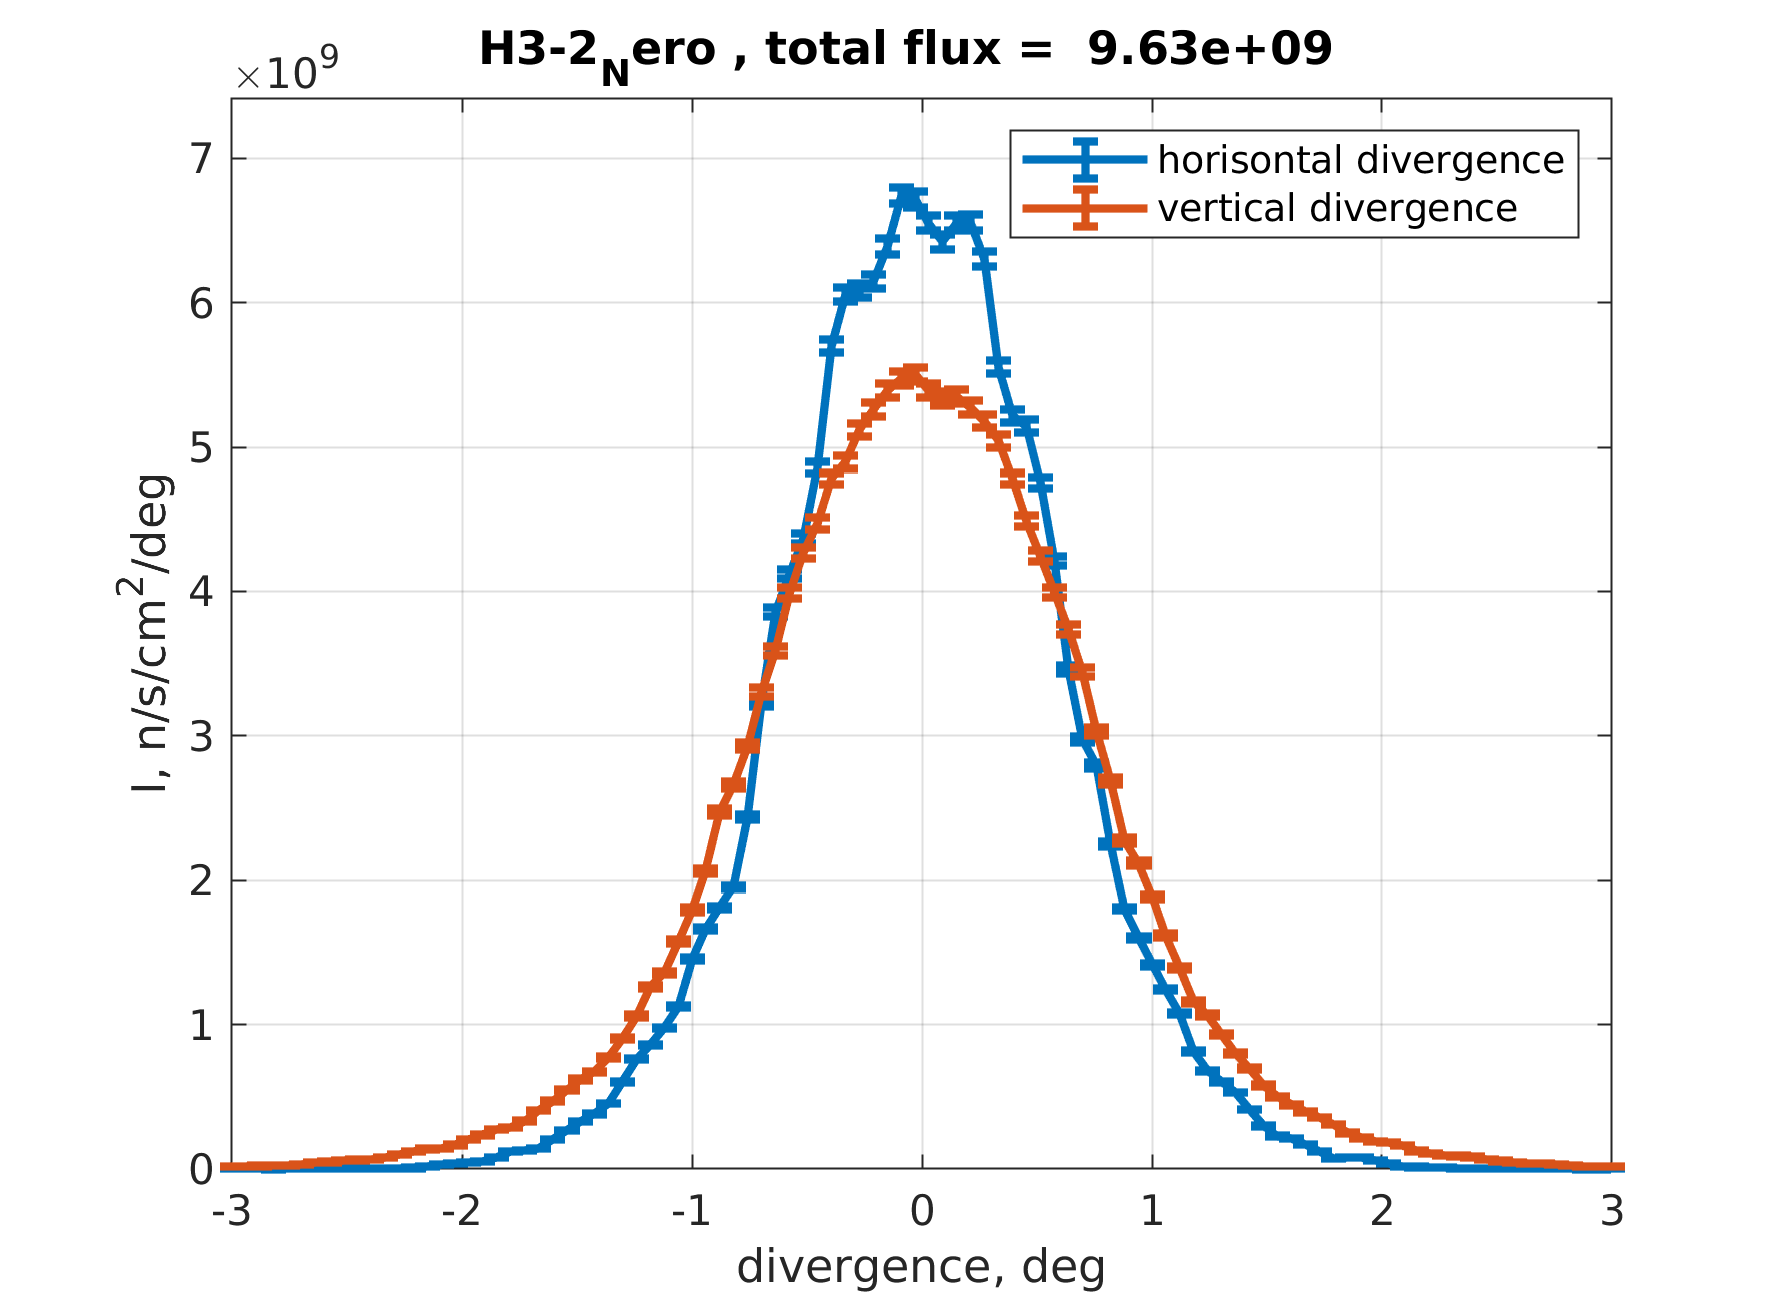 H3-2_Nero , total flux =  9.63e+09
×10^9
horisontal divergence
vertical divergence
7
6
5
4
3
2
1
0
I, n/s/cm^2/deg
-3 -2 -1 0 1 2 3
divergence, deg